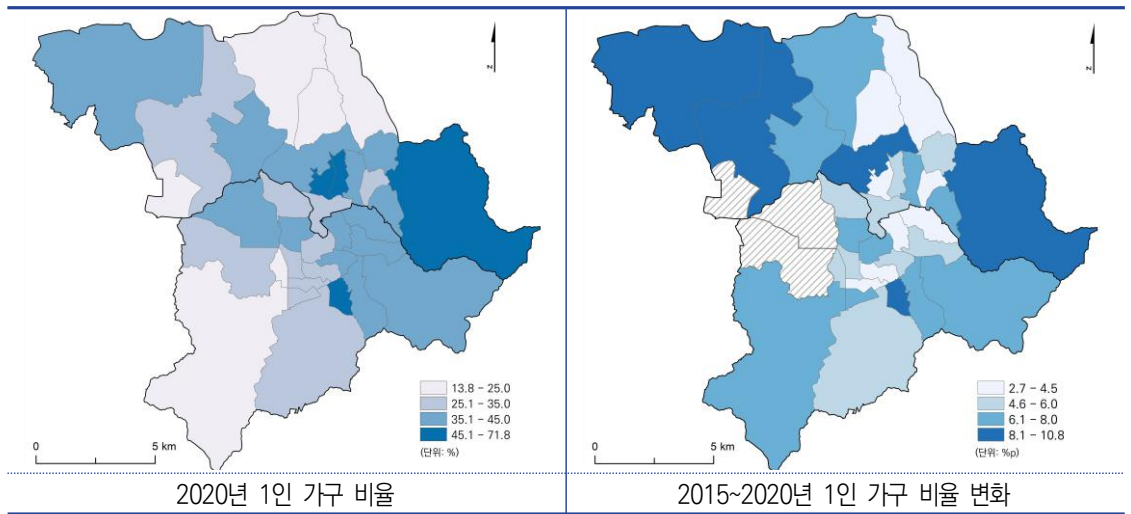 N
13.8 - 25.0
25.1 - 35.0
35.1 - 45.0
45.1 - 71.8
(단위: %)
0 5 km
2020년 1인 가구 비율
N
2.7 - 4.5
4.6 - 6.0
6.1 - 8.0
8.1 - 10.8
(단위: %p)
0 5 km
2015~2020년 1인 가구 비율 변화